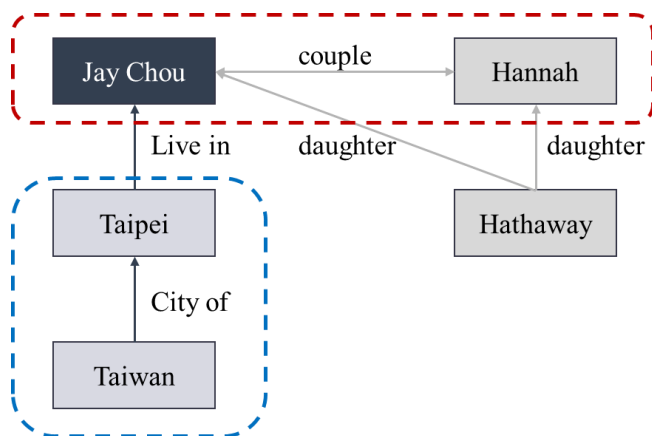 Jay Chou
couple
Hannah
Live in
daughter
daughter
Taipei
Hathaway
City of
Taiwan